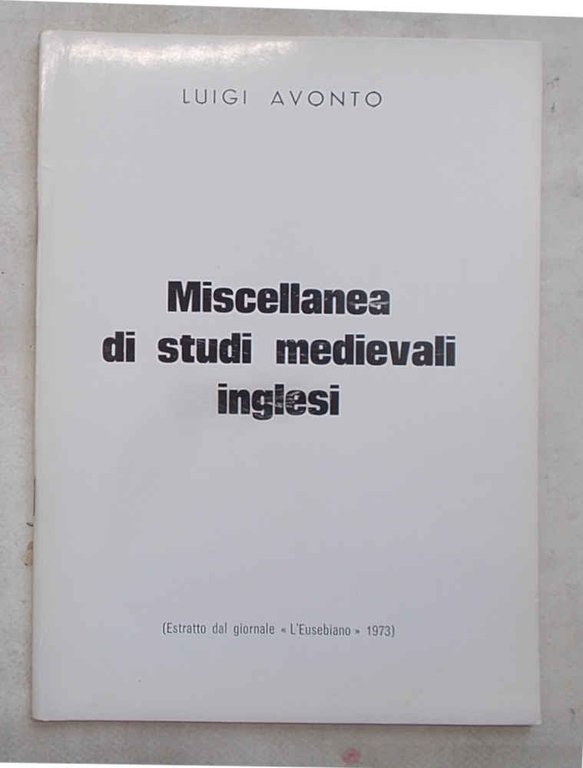 LUIGI AVONTO
Miscellanea
di studi medievali
inglesi
(Estratto dal giornale « L'Eusebiano » 1973)